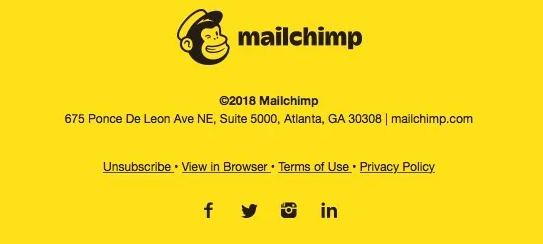 mailchimp
©2018 Mailchimp
675 Ponce De Leon Ave NE, Suite 5000, Atlanta, GA 30308 | mailchimp.com
Unsubscribe • View in Browser • Terms of Use • Privacy Policy